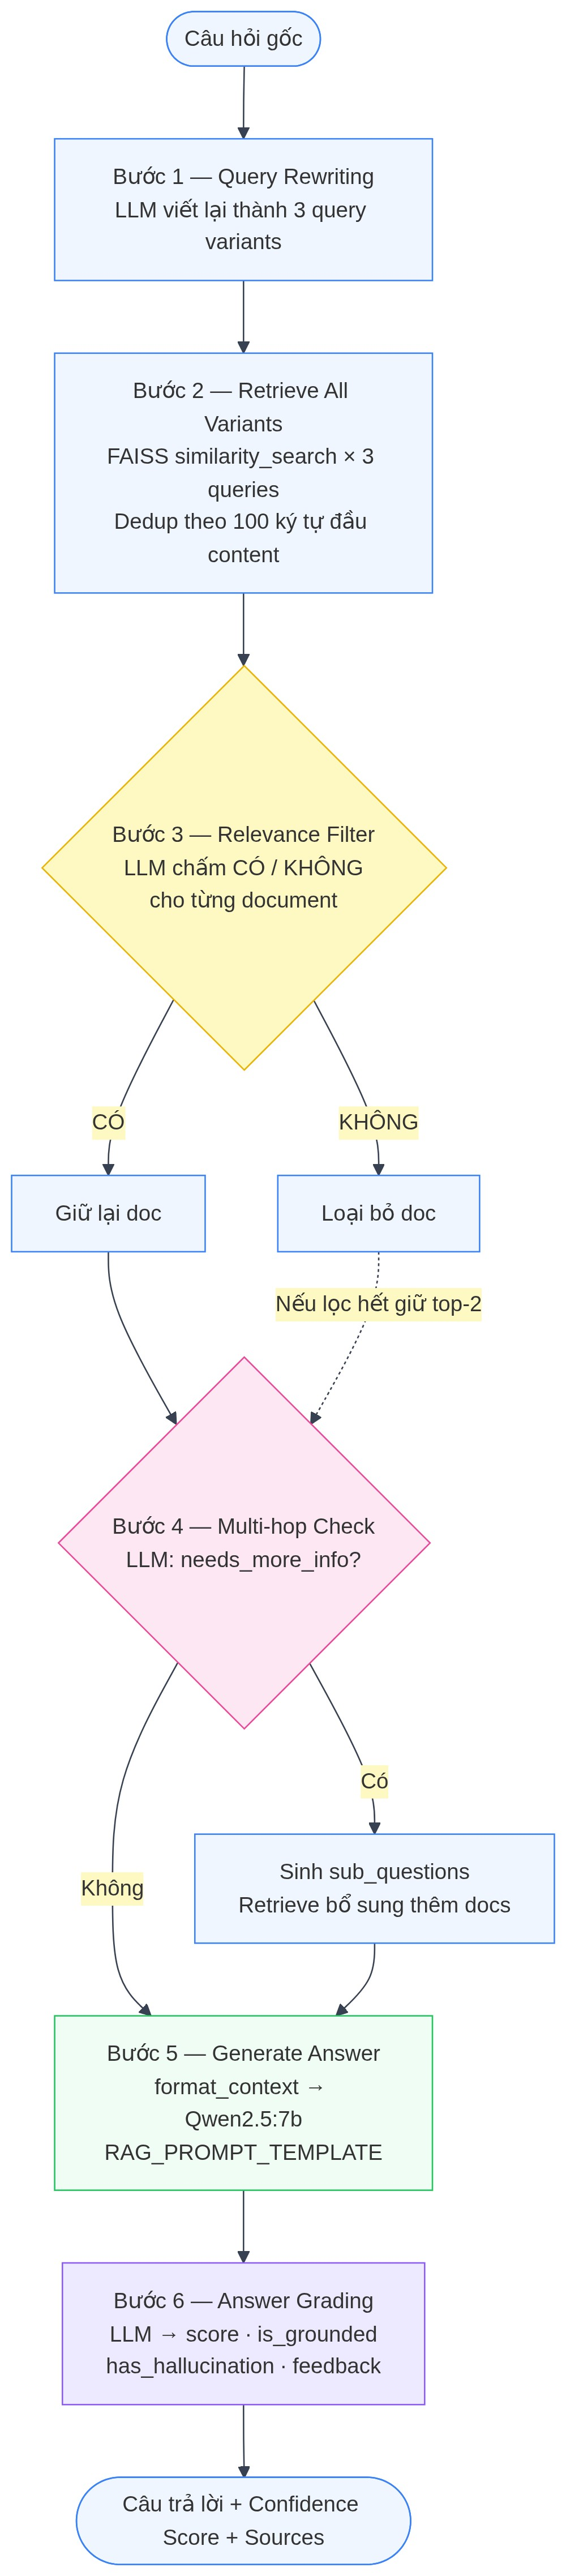 Câu hỏi gốc
Bước 1 — Query Rewriting
LLM viết lại thành 3 query
variants
Bước 2 — Retrieve All
Variants
FAISS similarity_search × 3
queries
Dedup theo 100 ký tự đầu
content
Bước 3 — Relevance Filter
LLM chấm CÓ / KHÔNG
cho từng document
CÓ
KHÔNG
Giữ lại doc
Loại bỏ doc
Nếu lọc hết giữ top-2
Bước 4 — Multi-hop Check
LLM: needs_more_info?
Có
Sinh sub_questions
Retrieve bổ sung thêm docs
Không
Bước 5 — Generate Answer
format_context →
Qwen2.5:7b
RAG_PROMPT_TEMPLATE
Bước 6 — Answer Grading
LLM → score · is_grounded
has_hallucination · feedback
Câu trả lời + Confidence
Score + Sources